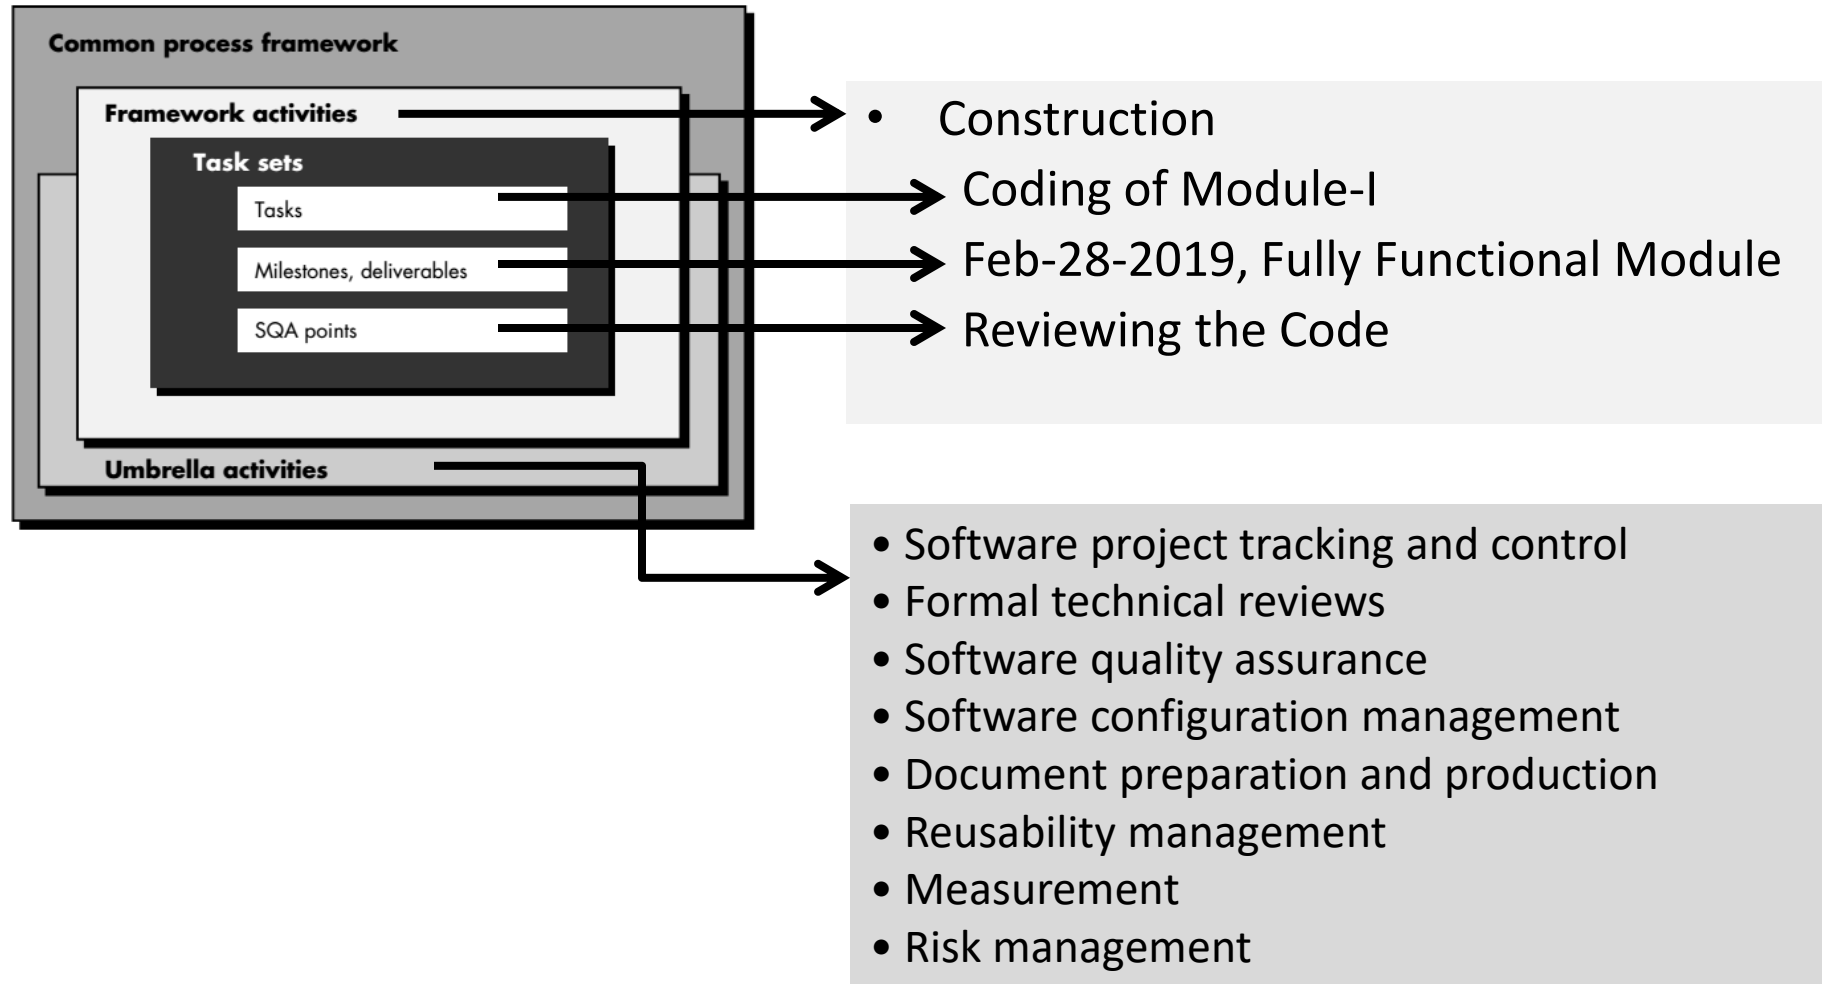 Common process framework
Framework activities
Task sets
Tasks
Milestones, deliverables
SQA points
Umbrella activities
• Construction
Coding of Module-I
Feb-28-2019, Fully Functional Module
Reviewing the Code
• Software project tracking and control
• Formal technical reviews
• Software quality assurance
• Software configuration management
• Document preparation and production
• Reusability management
• Measurement
• Risk management